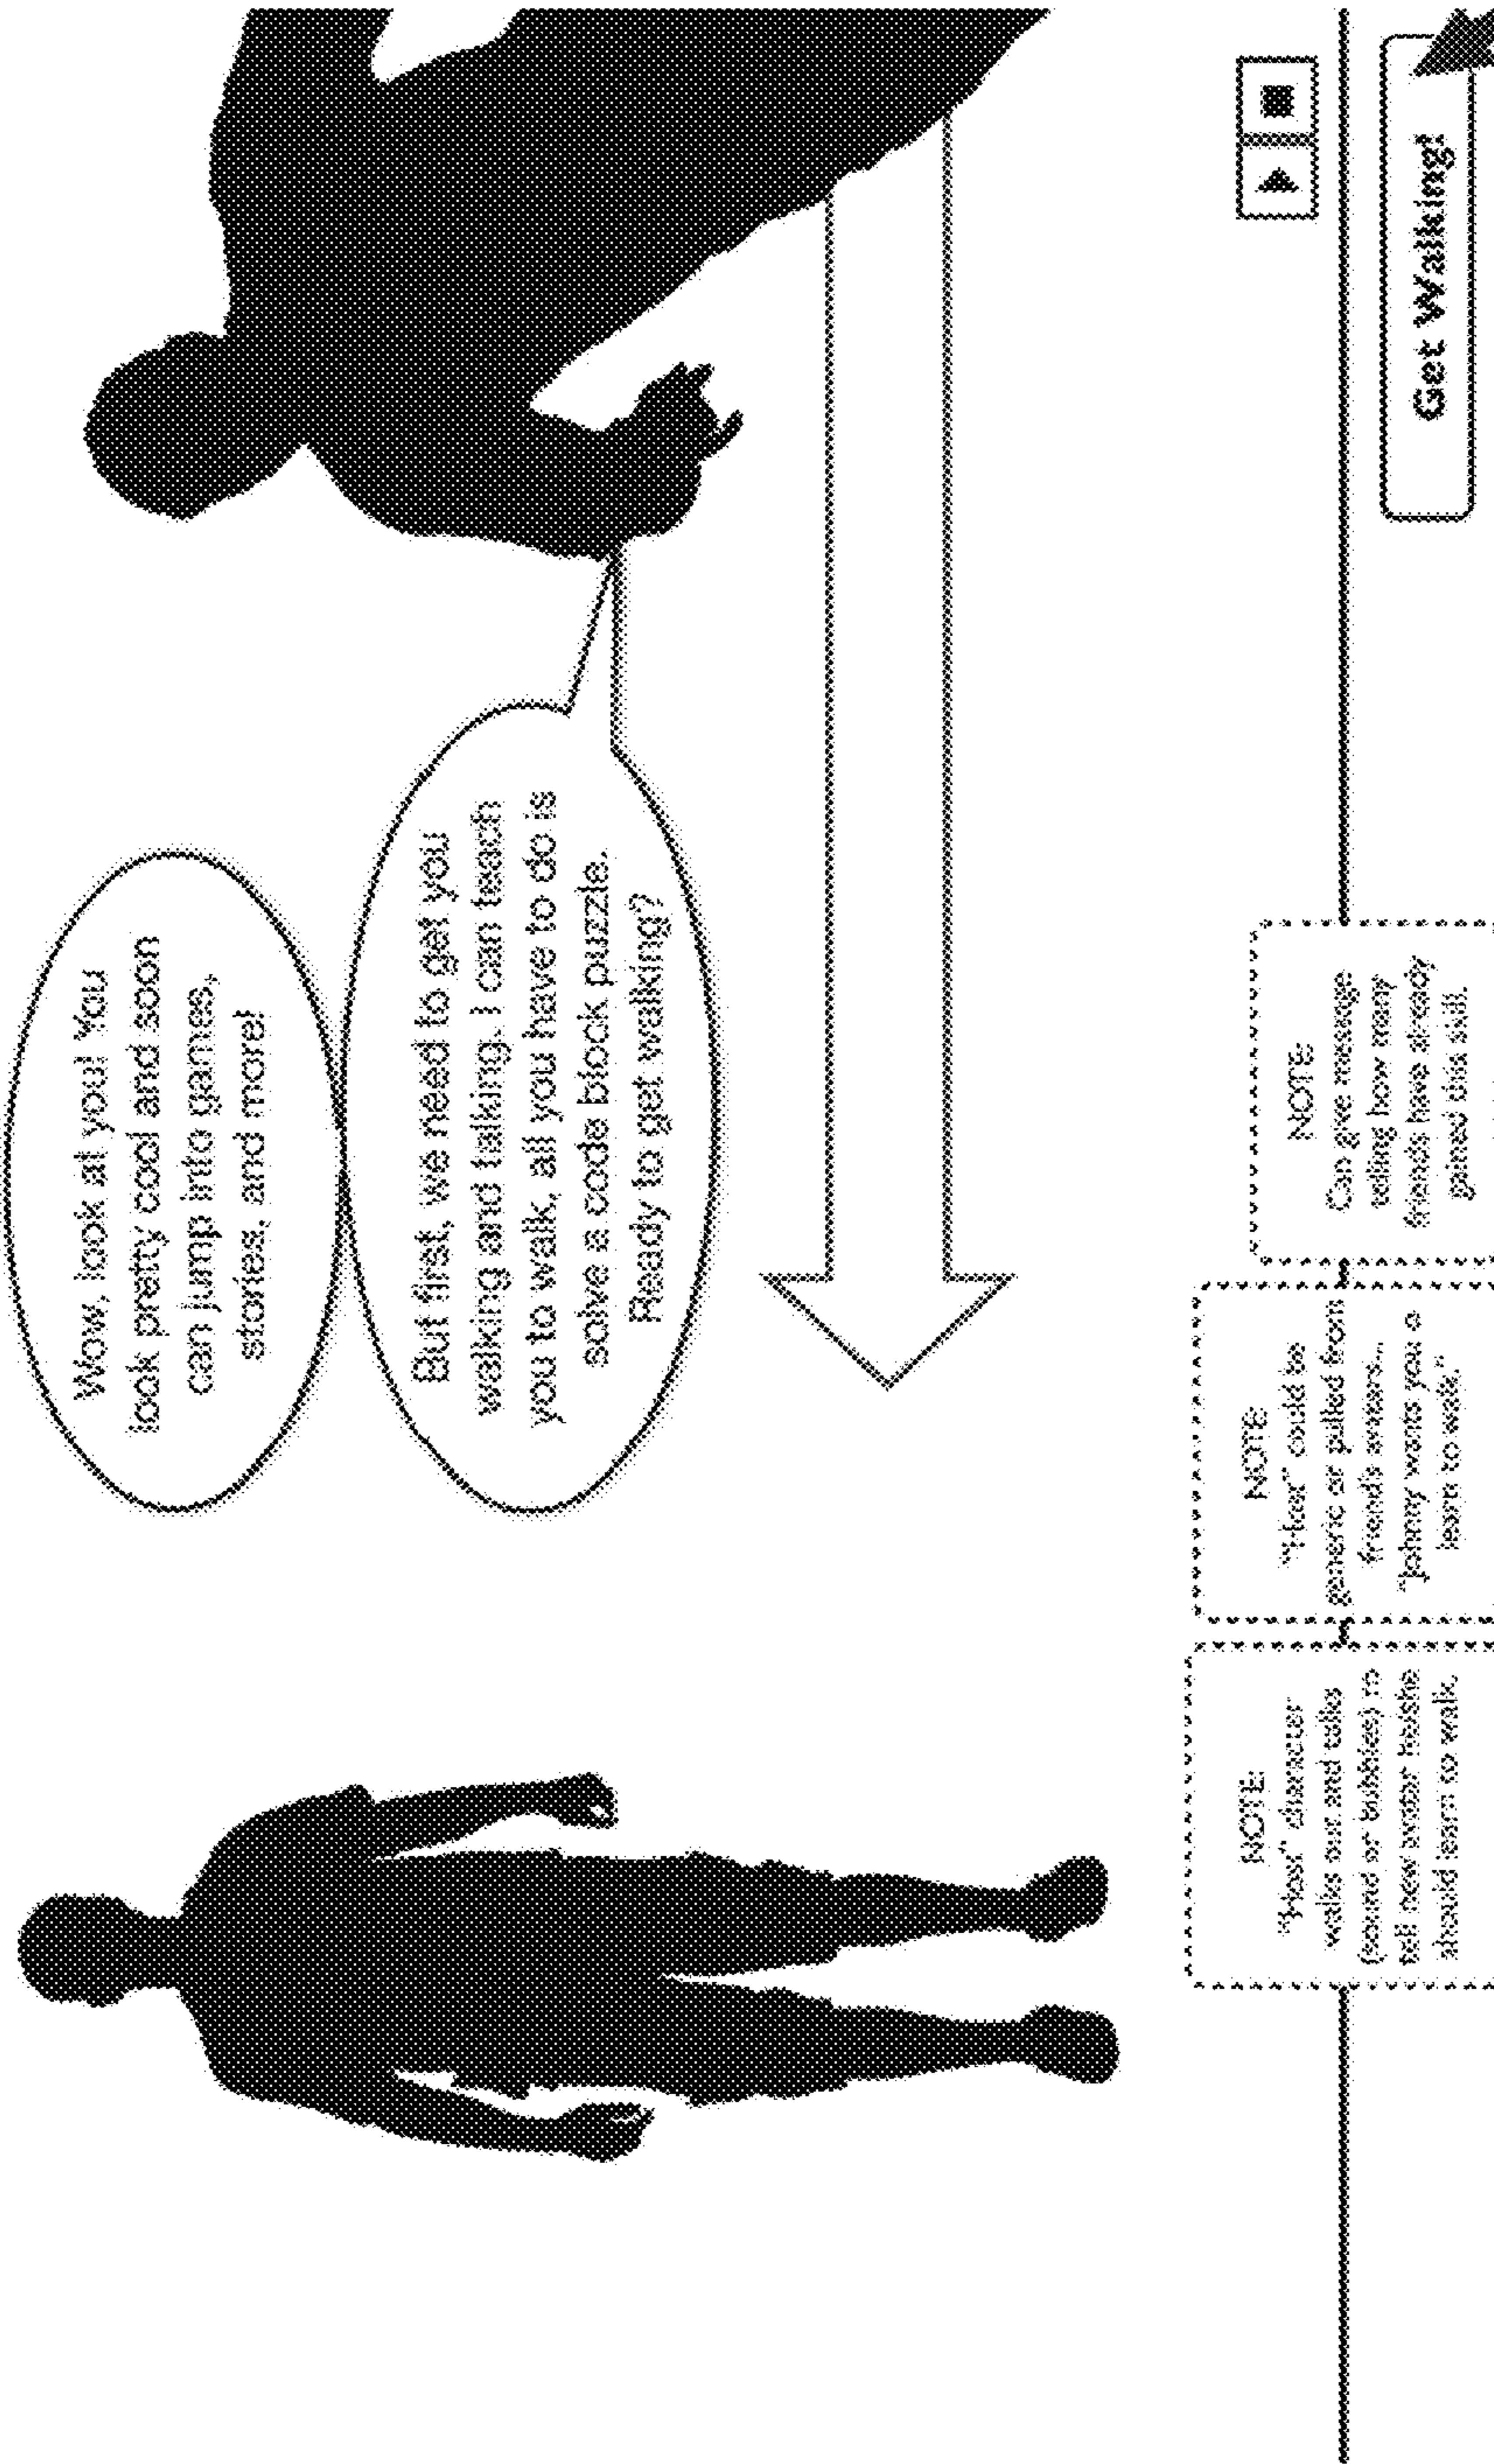 Wow, look at you! You
look pretty cool and soon
can jump into games,
stories, and more!
But first, we need to get you
walking and talking. I can teach
you to walk, all you have to do is
solve a code block puzzle.
Ready to get walking?
NOTE:
"Host" character
walks out and talks
(sound or bubbles) to
tell new avatar he/she
should learn to walk.
NOTE:
"Host" could be
generic or pulled from
friend's avatars...
"Johnny wants you o
learn to walk."
NOTE:
Can give message
telling how many
friends have already
gained this skill.
Get Walking!